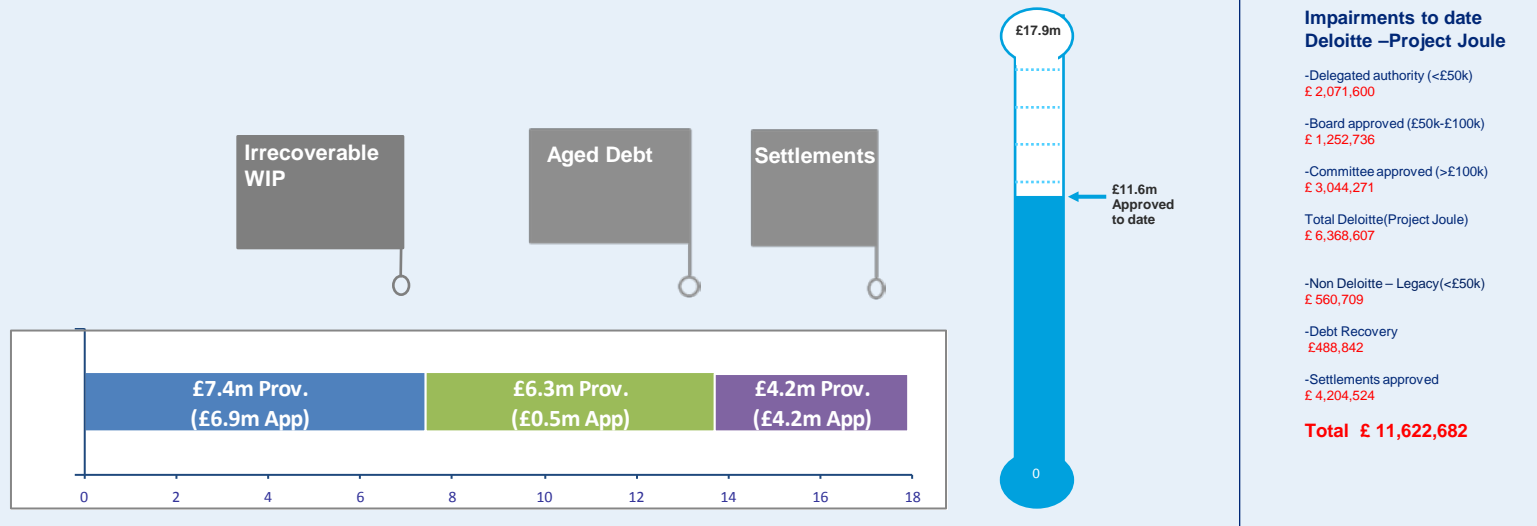 Irrecoverable
WIP
Aged Debt
Settlements
£7.4m Prov.
(£6.9m App)
£6.3m Prov.
(£0.5m App)
£4.2m Prov.
(£4.2m App)
0 2 4 6 8 10 12 14 16 18
£17.9m
£11.6m
Approved
to date
0
Impairments to date
Deloitte –Project Joule
-Delegated authority (<£50k)
£ 2,071,600
-Board approved (£50k-£100k)
£ 1,252,736
-Committee approved (>£100k)
£ 3,044,271
Total Deloitte(Project Joule)
£ 6,368,607
-Non Deloitte – Legacy(<£50k)
£ 560,709
-Debt Recovery
£488,842
-Settlements approved
£ 4,204,524
Total £ 11,622,682